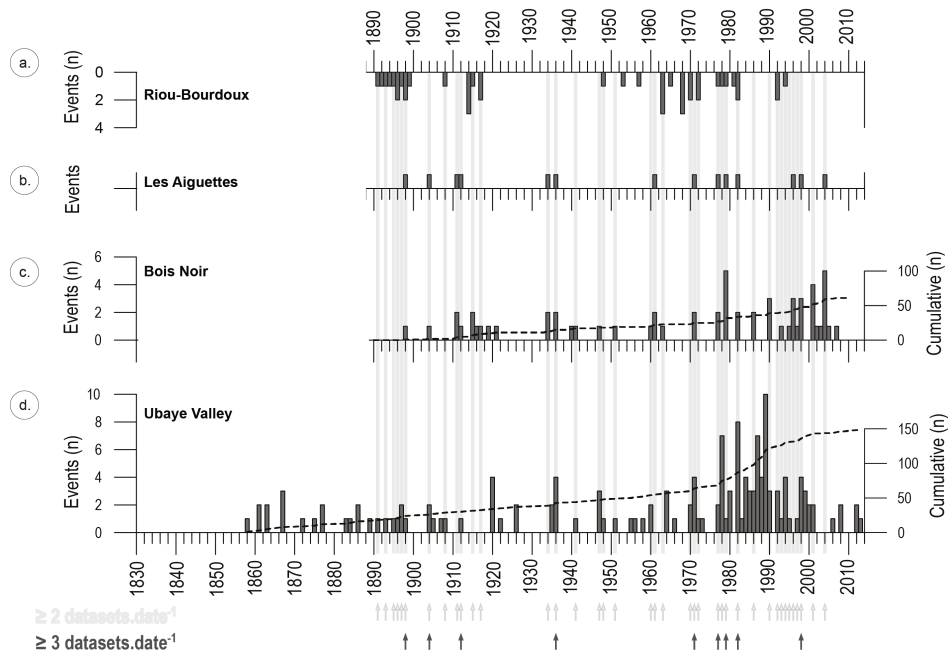 1890 1900 1910 1920 1930 1940 1950 1960 1970 1980 1990 2000 2010
a.
Events (n)
0
2
4
Riou-Bourdoux
b.
Events
Les Aiguettes
c.
Events (n)
6
4
2
0
Bois Noir
100
50
0
Cumulative (n)
d.
Events (n)
10
8
6
4
2
0
Ubaye Valley
150
100
50
0
Cumulative (n)
1830 1840 1850 1860 1870 1880 1890 1900 1910 1920 1930 1940 1950 1960 1970 1980 1990 2000 2010
≥ 2 datasets.date⁻¹
≥ 3 datasets.date⁻¹